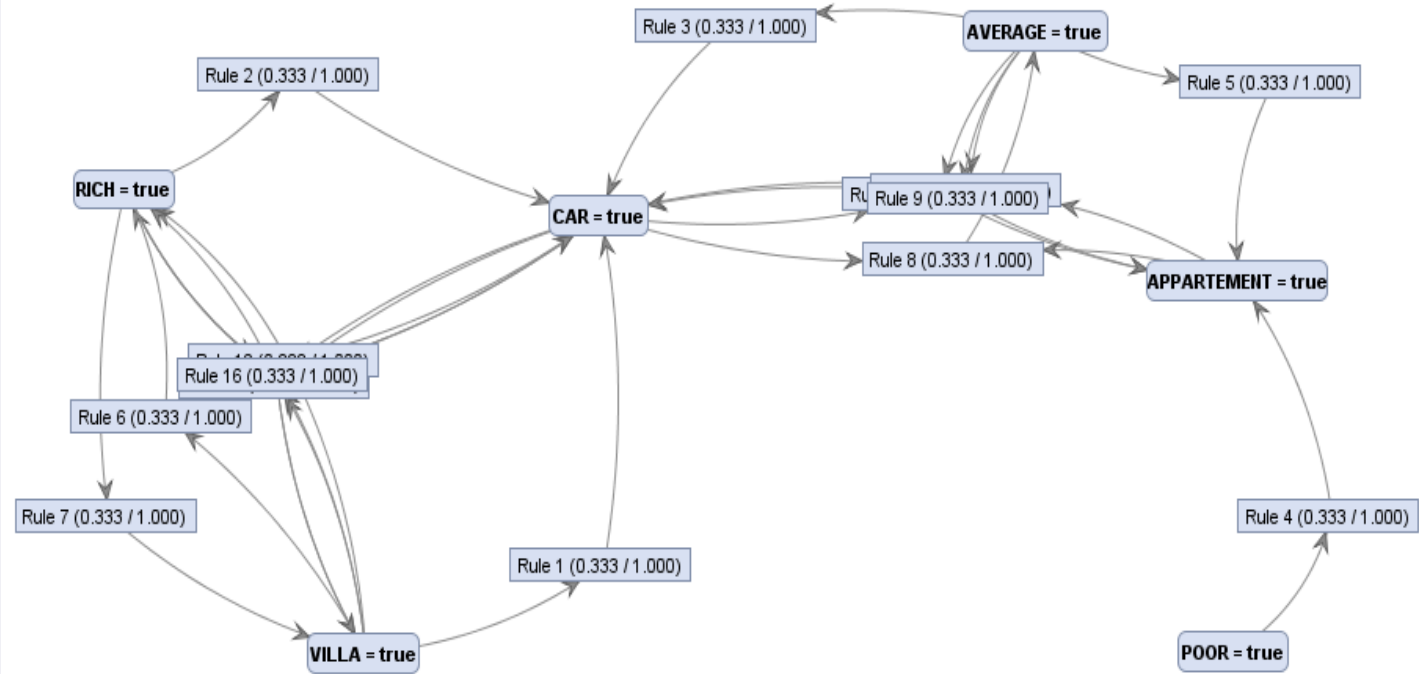 Rule 3 (0.333 / 1.000)
AVERAGE = true
Rule 2 (0.333 / 1.000)
Rule 5 (0.333 / 1.000)
RICH = true
CAR = true
Rule 9 (0.333 / 1.000)
Rule 8 (0.333 / 1.000)
APPARTEMENT = true
Rule 16 (0.333 / 1.000)
Rule 6 (0.333 / 1.000)
Rule 7 (0.333 / 1.000)
Rule 4 (0.333 / 1.000)
Rule 1 (0.333 / 1.000)
VILLA = true
POOR = true